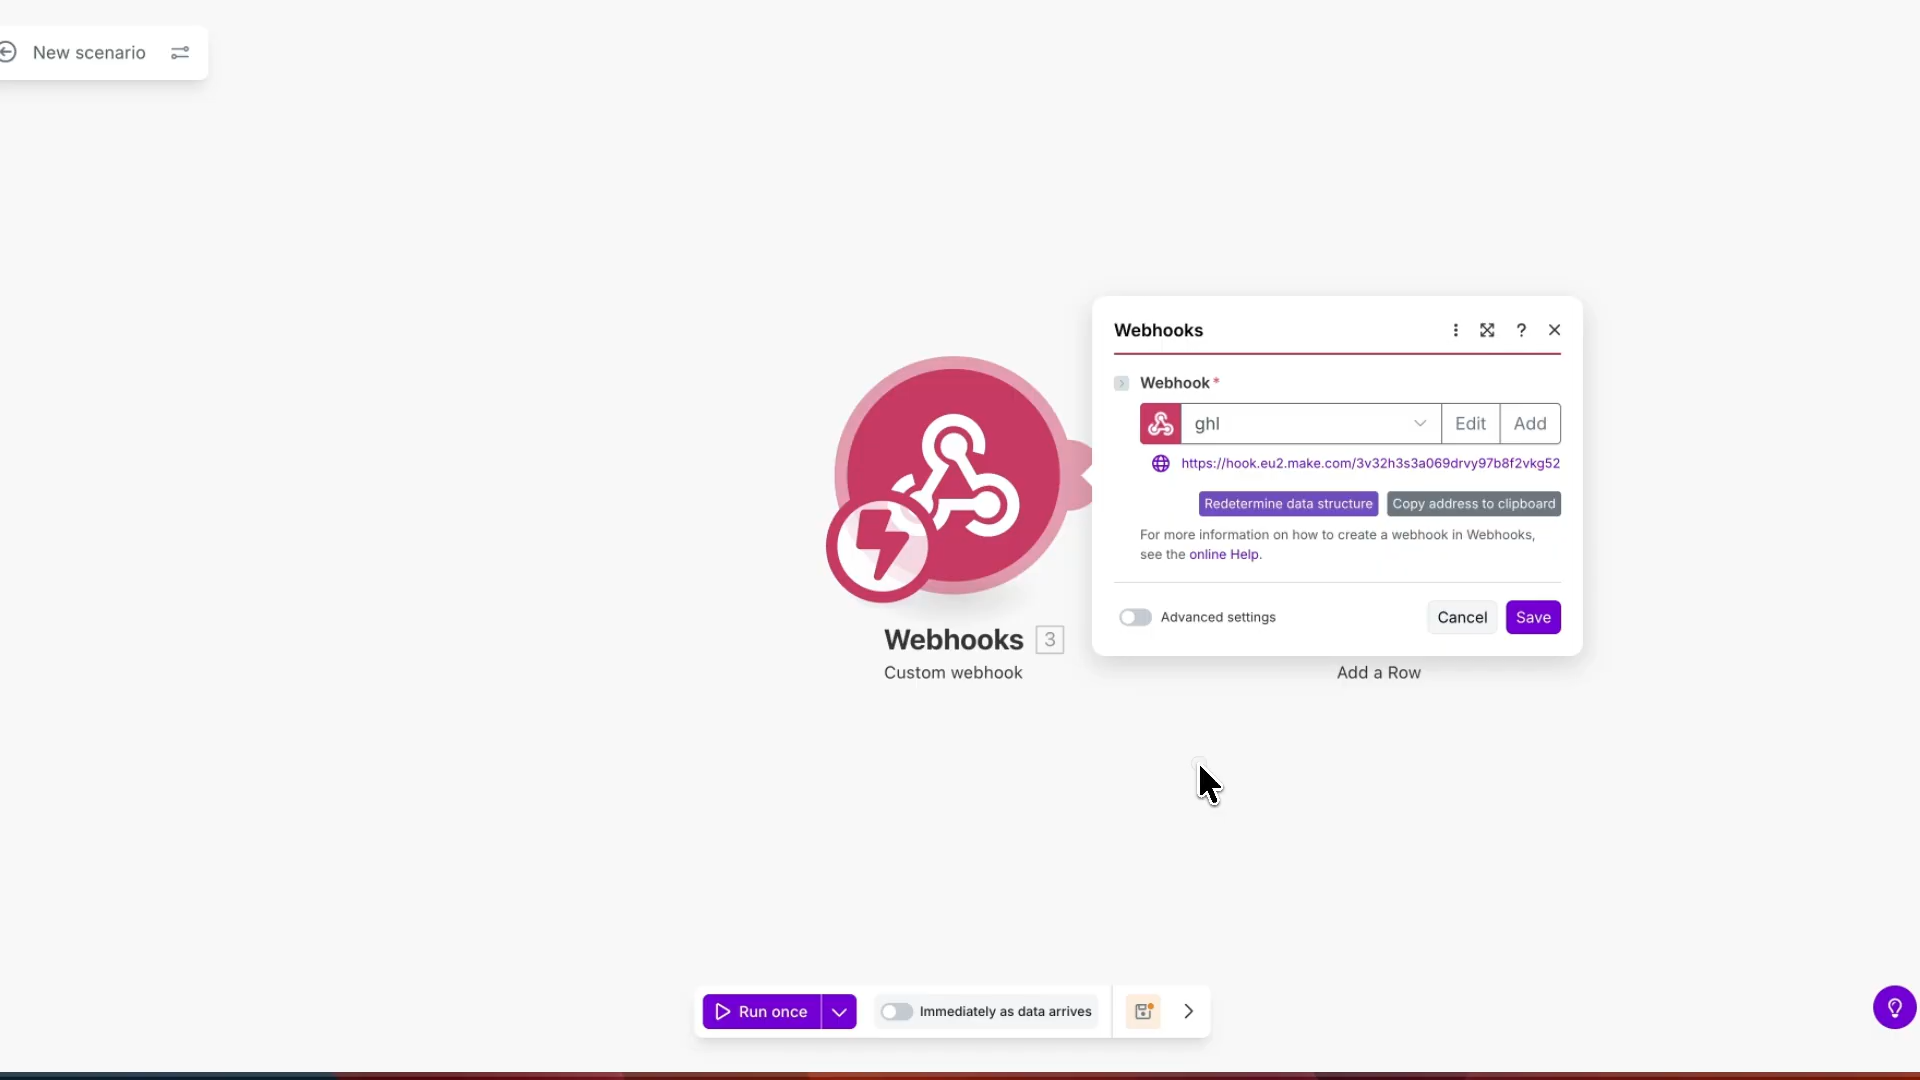 New scenario
Webhooks
?
Webhook *
ghl
Edit
Add
https://hook.eu2.make.com/3v32h3s3a069drvy97b8f2vkg52
Redetermine data structure
Copy address to clipboard
For more information on how to create a webhook in Webhooks,
see the online Help.
Advanced settings
Cancel
Save
Webhooks 3
Custom webhook
Add a Row
Run once
Immediately as data arrives